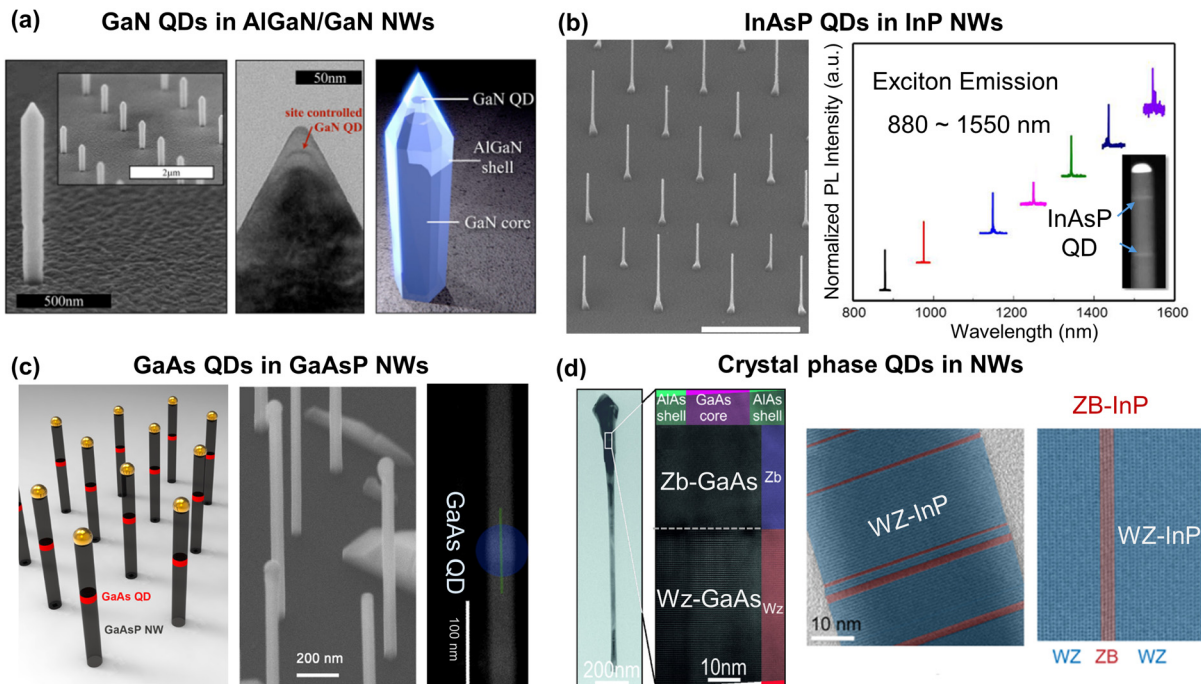 (a)
GaN QDs in AlGaN/GaN NWs
2μm
500nm
50nm
site controlled
GaN QD
GaN QD
AlGaN
shell
GaN core
(b)
InAsP QDs in InP NWs
Normalized PL Intensity (a.u.)
Exciton Emission
880 ~ 1550 nm
InAsP
QD
800 1000 1200 1400 1600
Wavelength (nm)
(c)
GaAs QDs in GaAsP NWs
GaAs QD
GaAsP NW
200 nm
GaAs QD
100 nm
(d)
Crystal phase QDs in NWs
200nm
AlAs GaAs AlAs
shell core shell
Zb-GaAs
Zb
Wz-GaAs
Wz
10nm
WZ-InP
10 nm
ZB-InP
WZ-InP
WZ ZB WZ